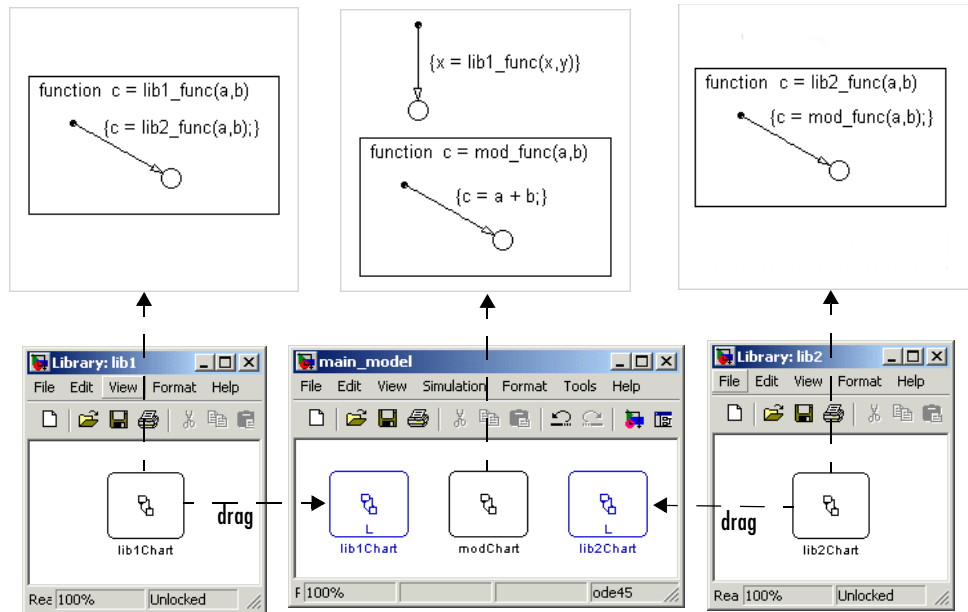 function c = lib1_func(a,b)
{c = lib2_func(a,b);}
{x = lib1_func(x,y)}
function c = mod_func(a,b)
{c = a + b;}
function c = lib2_func(a,b)
{c = mod_func(a,b);}
Library: lib1
File Edit View Format Help
lib1Chart
Rea 100% Unlocked
drag
main_model
File Edit View Simulation Format Tools Help
L
lib1Chart
modChart
L
lib2Chart
F 100% ode45
drag
Library: lib2
File Edit View Format Help
lib2Chart
Rea 100% Unlocked